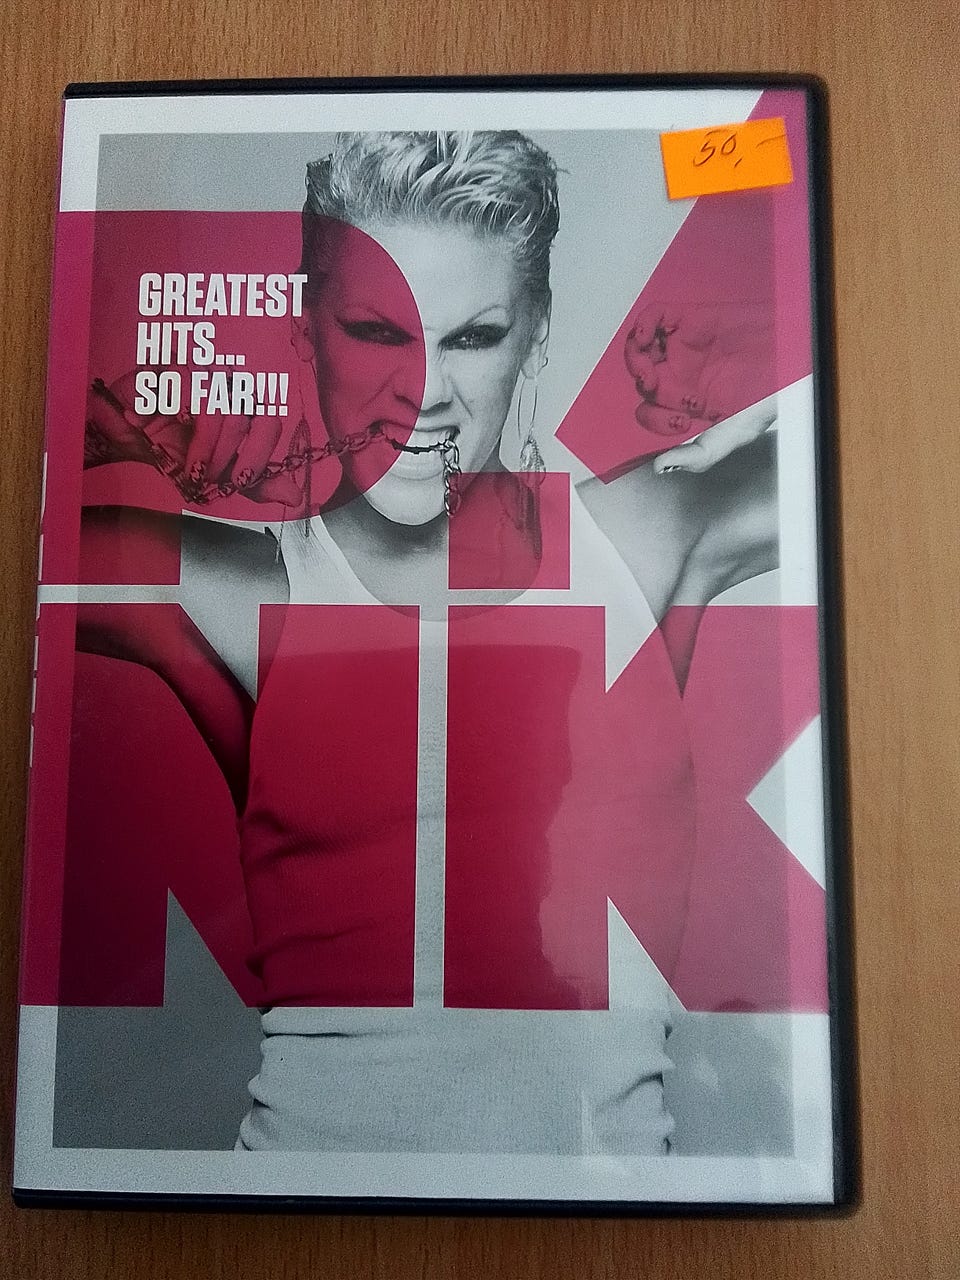 50,-
GREATEST
HITS...
SO FAR!!!
P!
NK